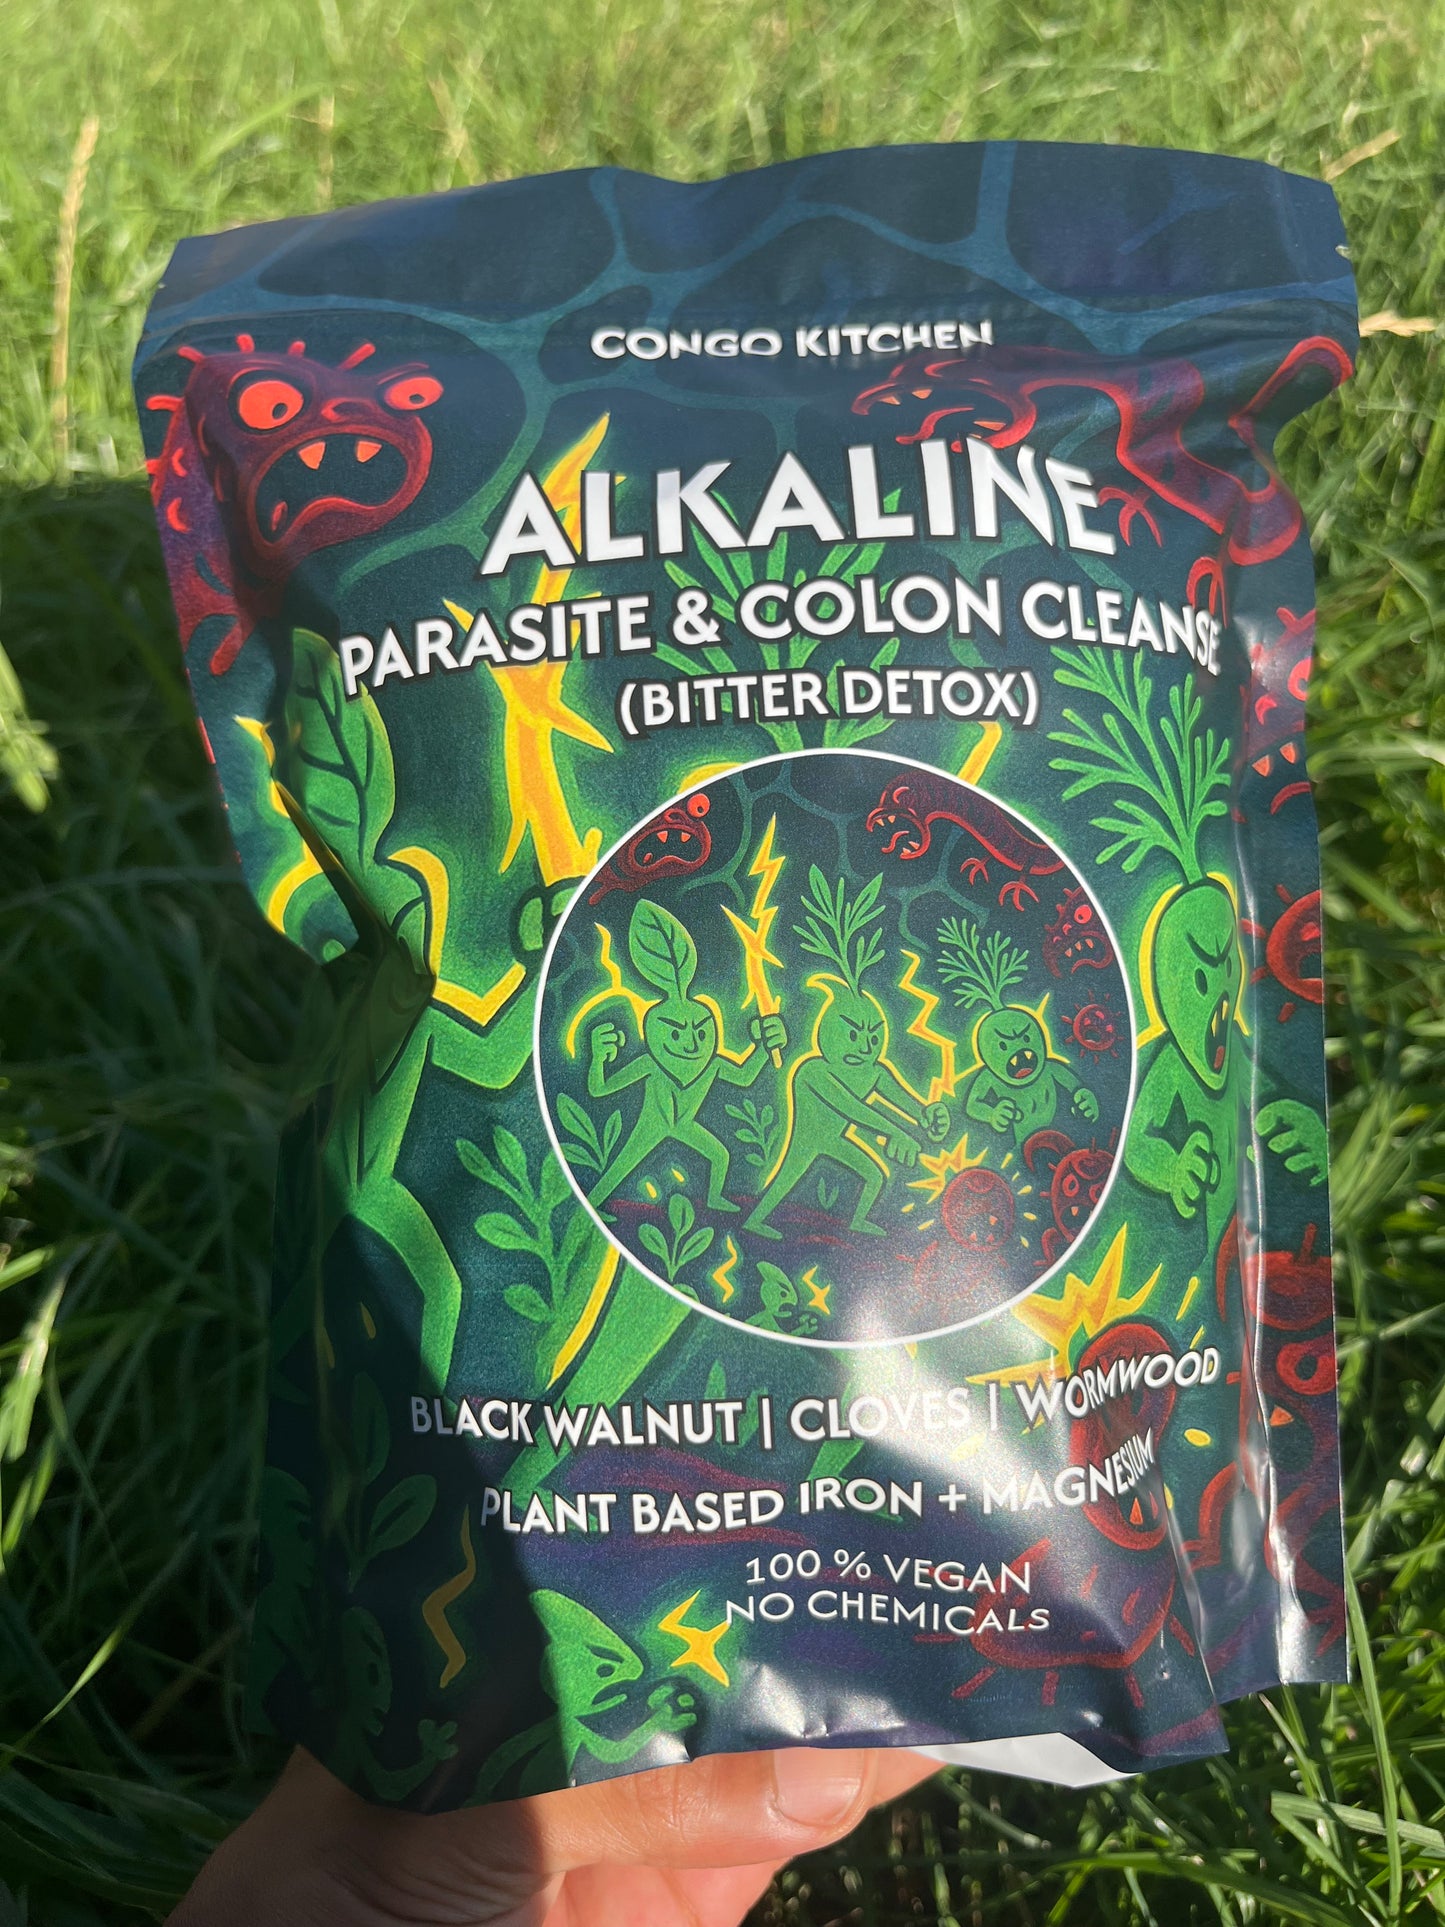 CONGO KITCHEN
ALKALINE
PARASITE & COLON CLEANSE
(BITTER DETOX)
BLACK WALNUT | CLOVES | WORMWOOD
PLANT BASED IRON + MAGNESIUM
100 % VEGAN
NO CHEMICALS